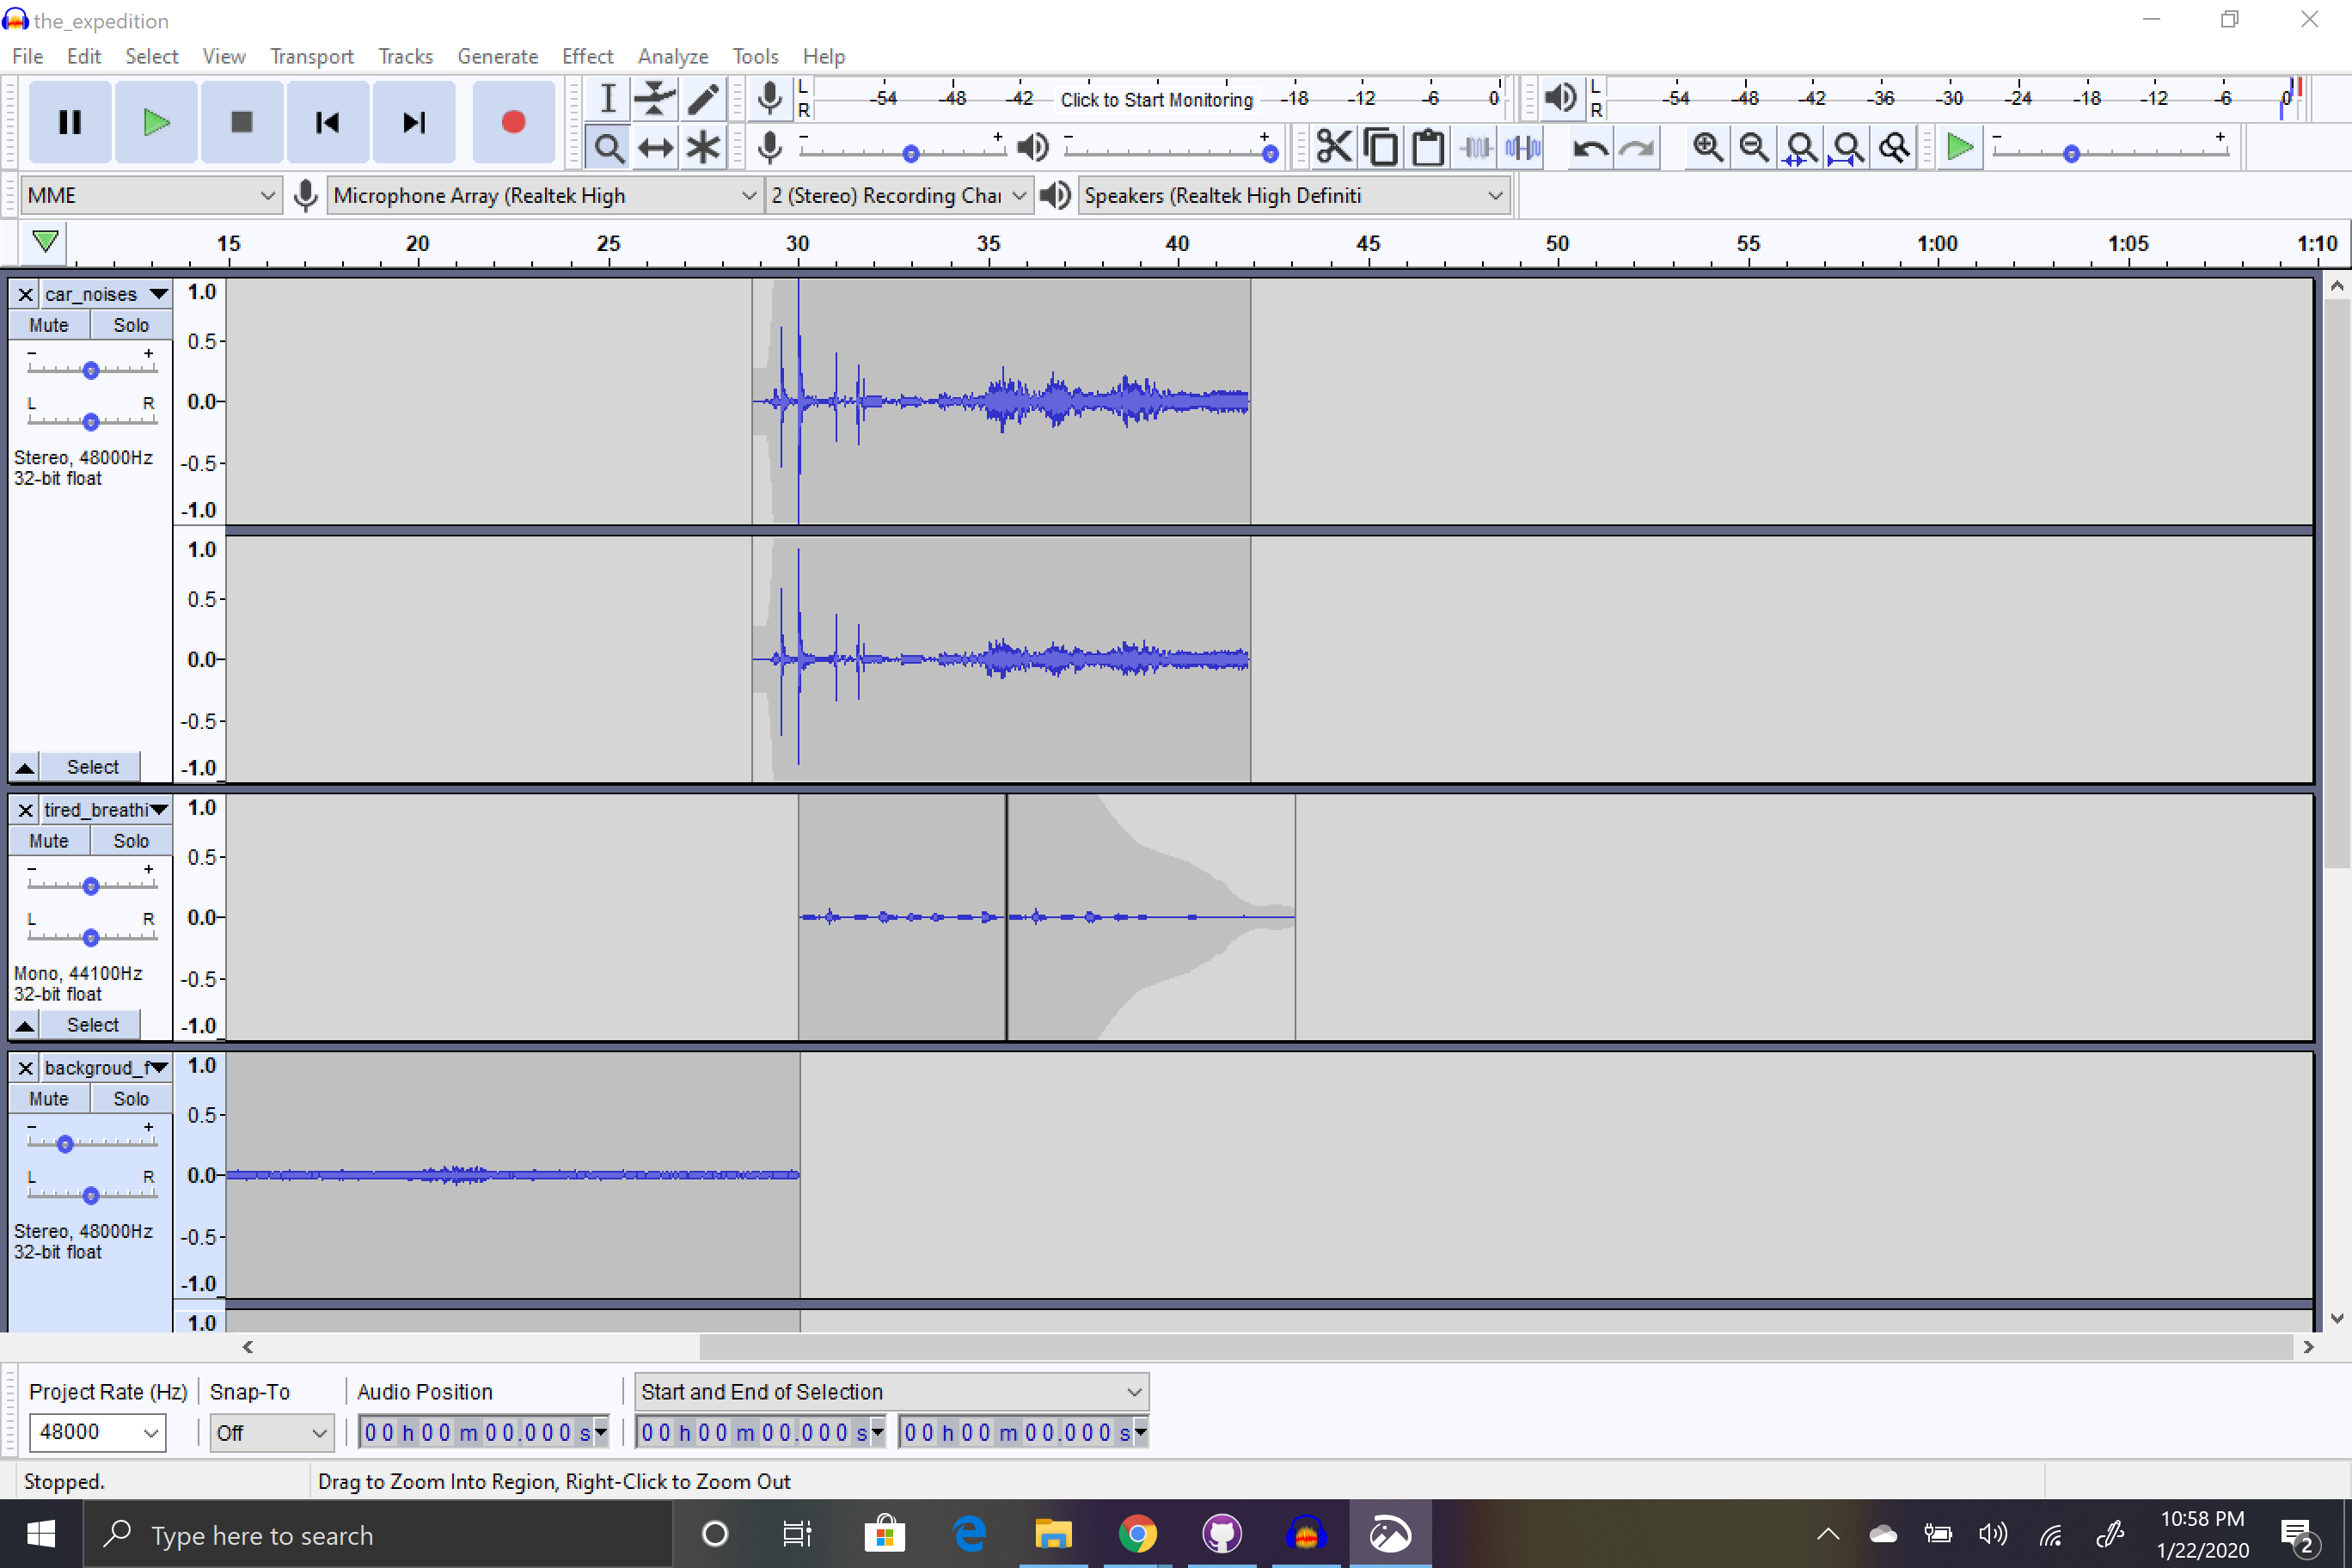 the_expedition
File Edit Select View Transport Tracks Generate Effect Analyze Tools Help
L R -54 -48 -42 Click to Start Monitoring -18 -12 -6 0 L R -54 -48 -42 -36 -30 -24 -18 -12 -6 0
- + - + - +
MME Microphone Array (Realtek High 2 (Stereo) Recording Char Speakers (Realtek High Definiti
15 20 25 30 35 40 45 50 55 1:00 1:05 1:10
car_noises 1.0
Mute Solo
- + 0.5
L R 0.0
Stereo, 48000Hz -0.5
32-bit float
-1.0
1.0
0.5
0.0
-0.5
Select -1.0
tired_breathi 1.0
Mute Solo
- + 0.5
L R 0.0
Mono, 44100Hz -0.5
32-bit float
Select -1.0
backgroud_f 1.0
Mute Solo
- + 0.5
L R 0.0
Stereo, 48000Hz -0.5
32-bit float
-1.0
1.0
Project Rate (Hz) Snap-To Audio Position Start and End of Selection
48000 Off 00 h 00 m 00.000 s 00 h 00 m 00.000 s 00 h 00 m 00.000 s
Stopped. Drag to Zoom Into Region, Right-Click to Zoom Out
Type here to search 10:58 PM
1/22/2020 2